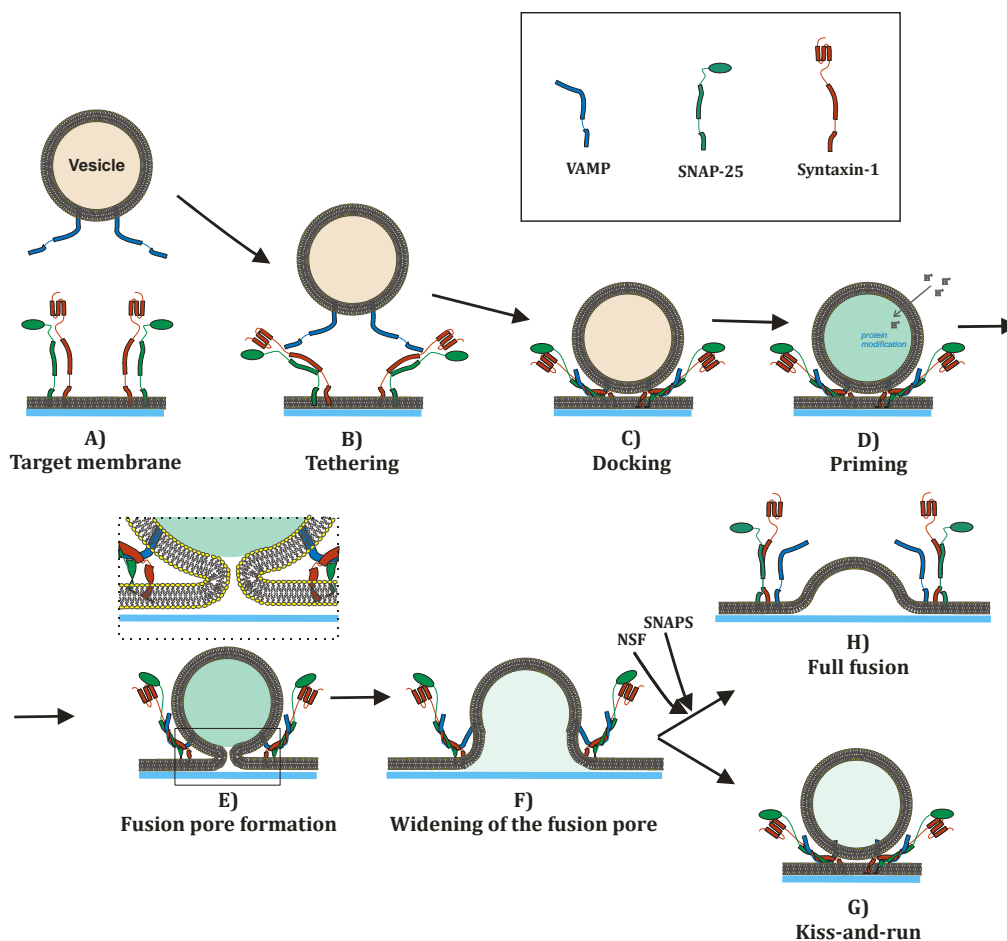 VAMP
SNAP-25
Syntaxin-1
Vesicle
A)
Target membrane
B)
Tethering
C)
Docking
H+
H+
H+
H+
protein
modification
D)
Priming
E)
Fusion pore formation
F)
Widening of the fusion pore
NSF
SNAPS
H)
Full fusion
G)
Kiss-and-run